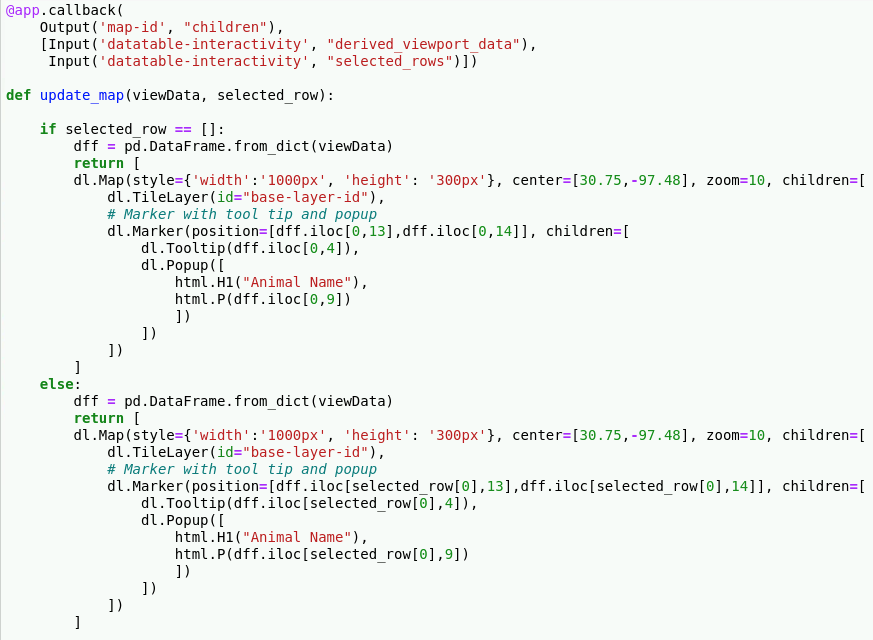 @app.callback(
    Output('map-id', "children"),
    [Input('datatable-interactivity', "derived_viewport_data"),
     Input('datatable-interactivity', "selected_rows")])

def update_map(viewData, selected_row):

    if selected_row == []:
        dff = pd.DataFrame.from_dict(viewData)
        return [
        dl.Map(style={'width':'1000px', 'height': '300px'}, center=[30.75,-97.48], zoom=10, children=[
            dl.TileLayer(id="base-layer-id"),
            # Marker with tool tip and popup
            dl.Marker(position=[dff.iloc[0,13],dff.iloc[0,14]], children=[
                dl.Tooltip(dff.iloc[0,4]),
                dl.Popup([
                    html.H1("Animal Name"),
                    html.P(dff.iloc[0,9])
                    ])
                ])
            ])
        ]
    else:
        dff = pd.DataFrame.from_dict(viewData)
        return [
        dl.Map(style={'width':'1000px', 'height': '300px'}, center=[30.75,-97.48], zoom=10, children=[
            dl.TileLayer(id="base-layer-id"),
            # Marker with tool tip and popup
            dl.Marker(position=[dff.iloc[selected_row[0],13],dff.iloc[selected_row[0],14]], children=[
                dl.Tooltip(dff.iloc[selected_row[0],4]),
                dl.Popup([
                    html.H1("Animal Name"),
                    html.P(dff.iloc[selected_row[0],9])
                    ])
                ])
            ])
        ]